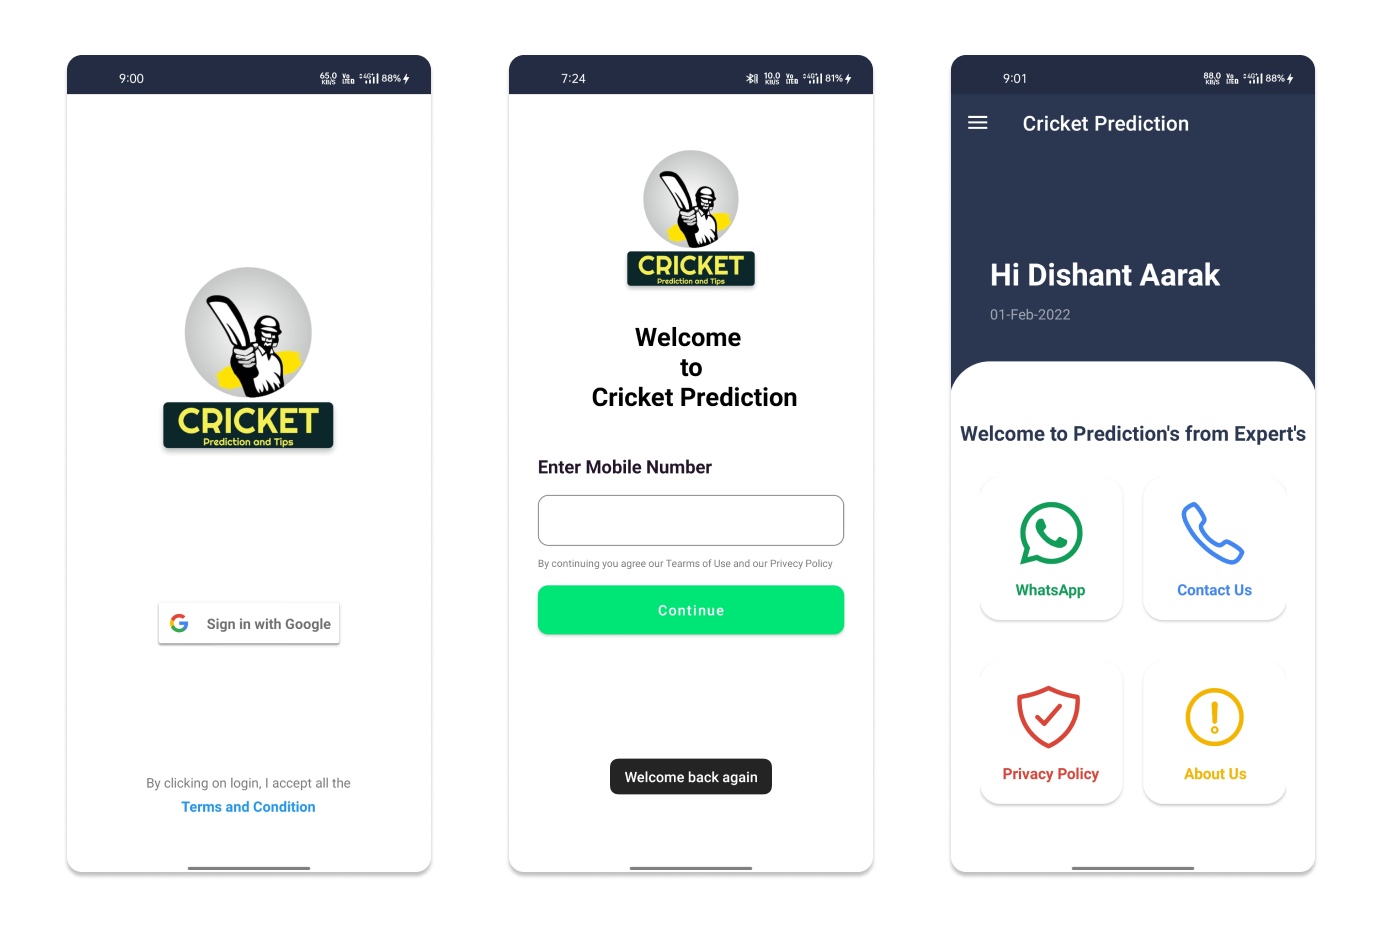 9:00
65.0 KB/S Vo LTE 4G+ 88%
CRICKET
Prediction and Tips
Sign in with Google
By clicking on login, I accept all the
Terms and Condition
7:24
10.0 KB/S Vo LTE 4G+ 81%
CRICKET
Prediction and Tips
Welcome
to
Cricket Prediction
Enter Mobile Number
By continuing you agree our Tearms of Use and our Privecy Policy
Continue
Welcome back again
9:01
88.0 KB/S Vo LTE 4G+ 88%
Cricket Prediction
Hi Dishant Aarak
01-Feb-2022
Welcome to Prediction's from Expert's
WhatsApp
Contact Us
Privacy Policy
About Us